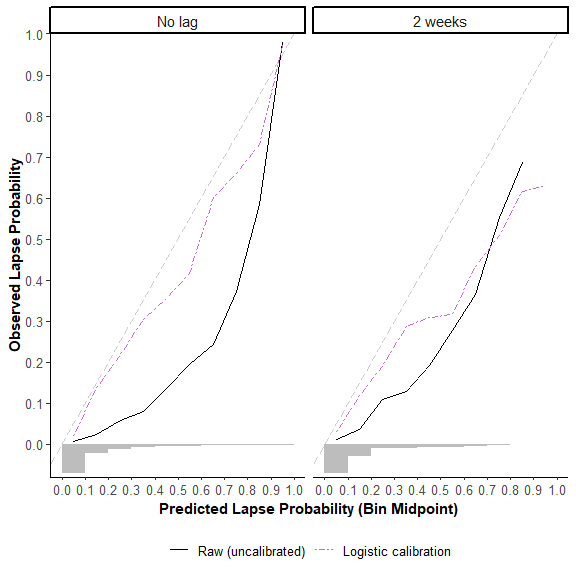 No lag
2 weeks
Observed Lapse Probability
1.0
0.9
0.8
0.7
0.6
0.5
0.4
0.3
0.2
0.1
0.0
0.0 0.1 0.2 0.3 0.4 0.5 0.6 0.7 0.8 0.9 1.0
0.0 0.1 0.2 0.3 0.4 0.5 0.6 0.7 0.8 0.9 1.0
Predicted Lapse Probability (Bin Midpoint)
Raw (uncalibrated)
Logistic calibration